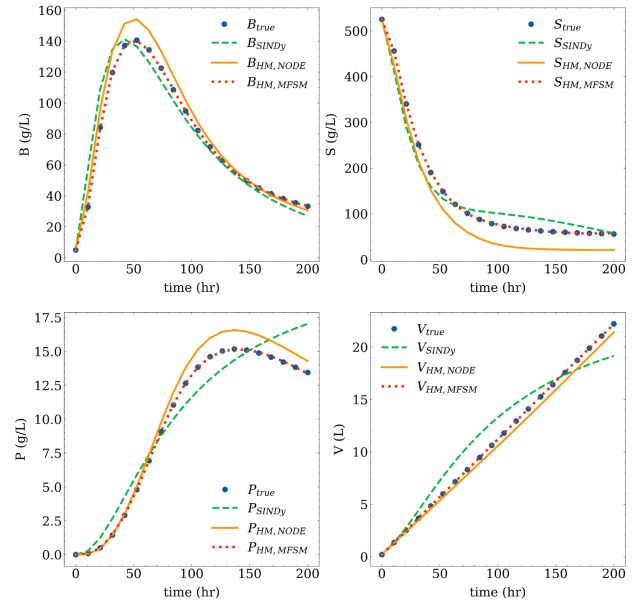 160
140
120
100
80
60
40
20
0
B (g/L)
B_true
B_SINDy
B_HM,NODE
B_HM,MFSM
0 50 100 150 200
time (hr)
500
400
300
200
100
0
S (g/L)
S_true
S_SINDy
S_HM,NODE
S_HM,MFSM
0 50 100 150 200
time (hr)
17.5
15.0
12.5
10.0
7.5
5.0
2.5
0.0
P (g/L)
P_true
P_SINDy
P_HM,NODE
P_HM,MFSM
0 50 100 150 200
time (hr)
20
15
10
5
0
V (L)
V_true
V_SINDy
V_HM,NODE
V_HM,MFSM
0 50 100 150 200
time (hr)